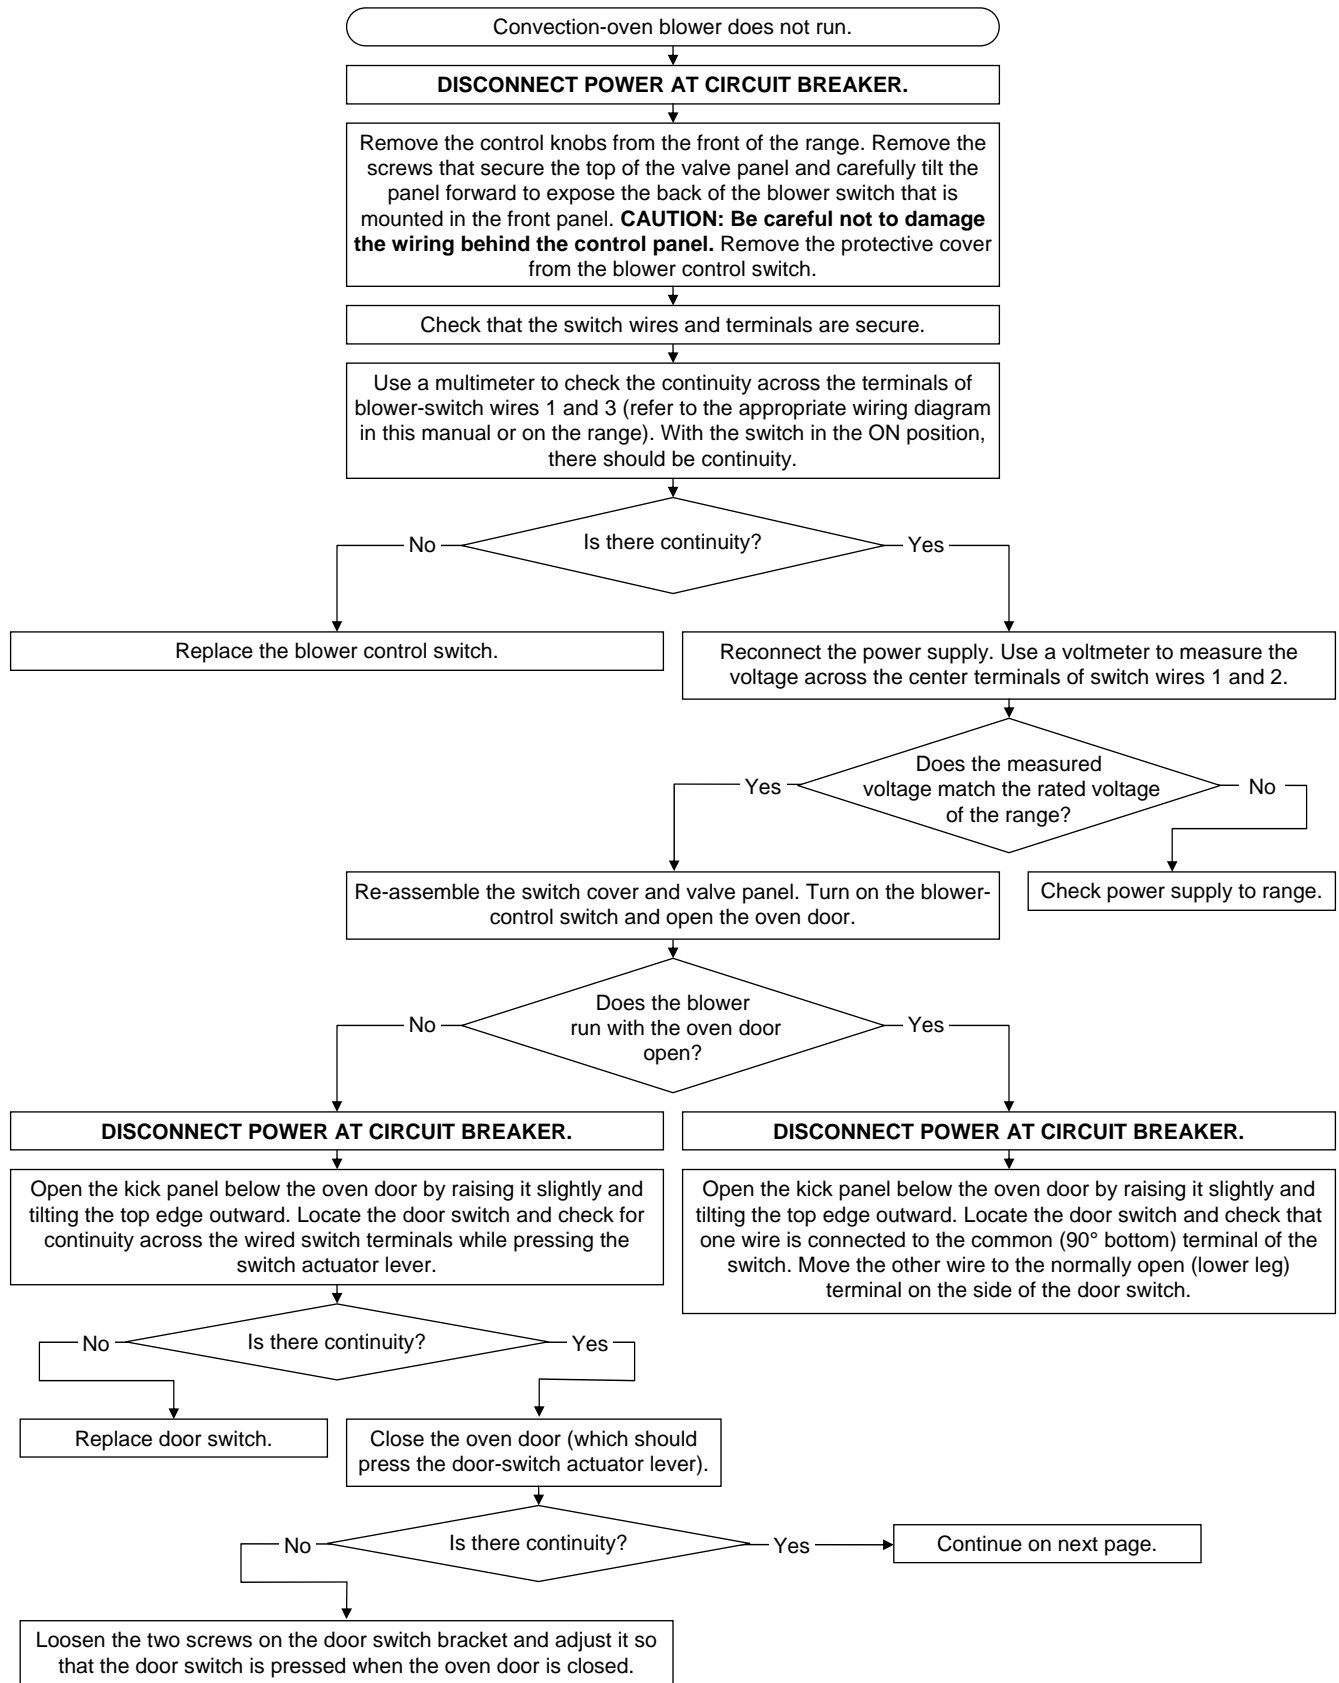 Convection-oven blower does not run.
DISCONNECT POWER AT CIRCUIT BREAKER.
Remove the control knobs from the front of the range. Remove the
screws that secure the top of the valve panel and carefully tilt the
panel forward to expose the back of the blower switch that is
mounted in the front panel. CAUTION: Be careful not to damage
the wiring behind the control panel. Remove the protective cover
from the blower control switch.
Check that the switch wires and terminals are secure.
Use a multimeter to check the continuity across the terminals of
blower-switch wires 1 and 3 (refer to the appropriate wiring diagram
in this manual or on the range). With the switch in the ON position,
there should be continuity.
Is there continuity?
No
Yes
Replace the blower control switch.
Reconnect the power supply. Use a voltmeter to measure the
voltage across the center terminals of switch wires 1 and 2.
Does the measured
voltage match the rated voltage
of the range?
Yes
No
Re-assemble the switch cover and valve panel. Turn on the blower-
control switch and open the oven door.
Check power supply to range.
Does the blower
run with the oven door
open?
No
Yes
DISCONNECT POWER AT CIRCUIT BREAKER.
Open the kick panel below the oven door by raising it slightly and
tilting the top edge outward. Locate the door switch and check for
continuity across the wired switch terminals while pressing the
switch actuator lever.
DISCONNECT POWER AT CIRCUIT BREAKER.
Open the kick panel below the oven door by raising it slightly and
tilting the top edge outward. Locate the door switch and check that
one wire is connected to the common (90° bottom) terminal of the
switch. Move the other wire to the normally open (lower leg)
terminal on the side of the door switch.
Is there continuity?
No
Yes
Replace door switch.
Close the oven door (which should
press the door-switch actuator lever).
Is there continuity?
No
Yes
Continue on next page.
Loosen the two screws on the door switch bracket and adjust it so
that the door switch is pressed when the oven door is closed.